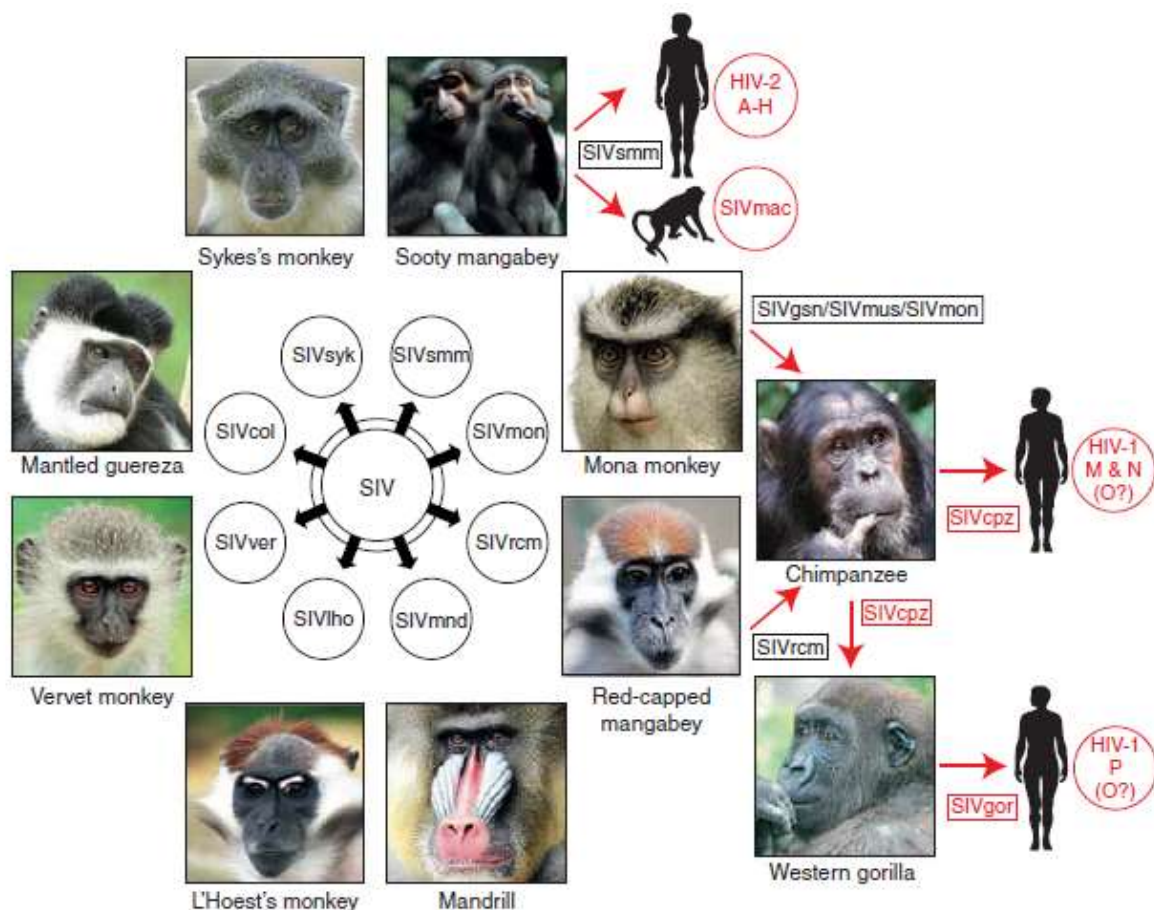 HIV-2
A-H
SIVsmm
SIVmac
Sykes's monkey
Sooty mangabey
SIVgsn/SIVmus/SIVmon
SIVsyk
SIVsmm
SIVcol
SIVmon
Mantled guereza
Mona monkey
SIV
HIV-1
M & N
(O?)
SIVcpz
SIVver
SIVrcm
Chimpanzee
SIVlho
SIVmnd
SIVcpz
SIVrcm
Vervet monkey
Red-capped
mangabey
HIV-1
P
(O?)
SIVgor
L'Hoest's monkey
Mandrill
Western gorilla